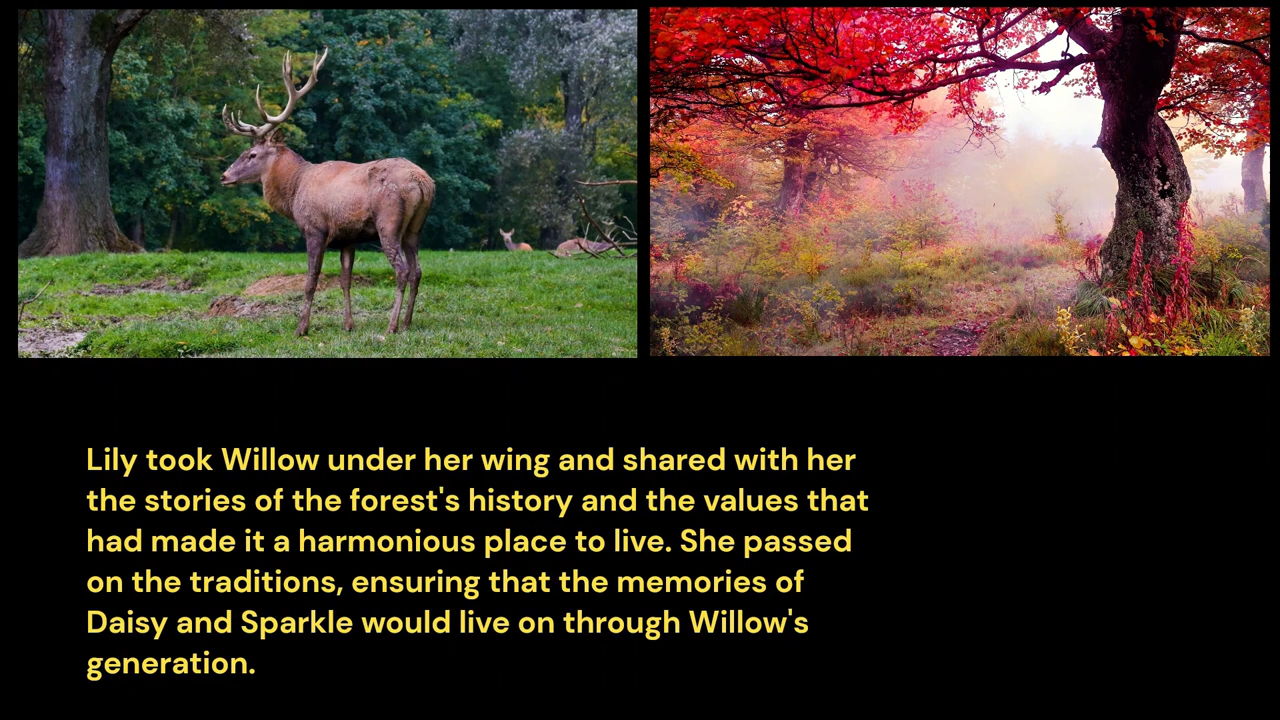 Lily took Willow under her wing and shared with her
the stories of the forest's history and the values that
had made it a harmonious place to live. She passed
on the traditions, ensuring that the memories of
Daisy and Sparkle would live on through Willow's
generation.